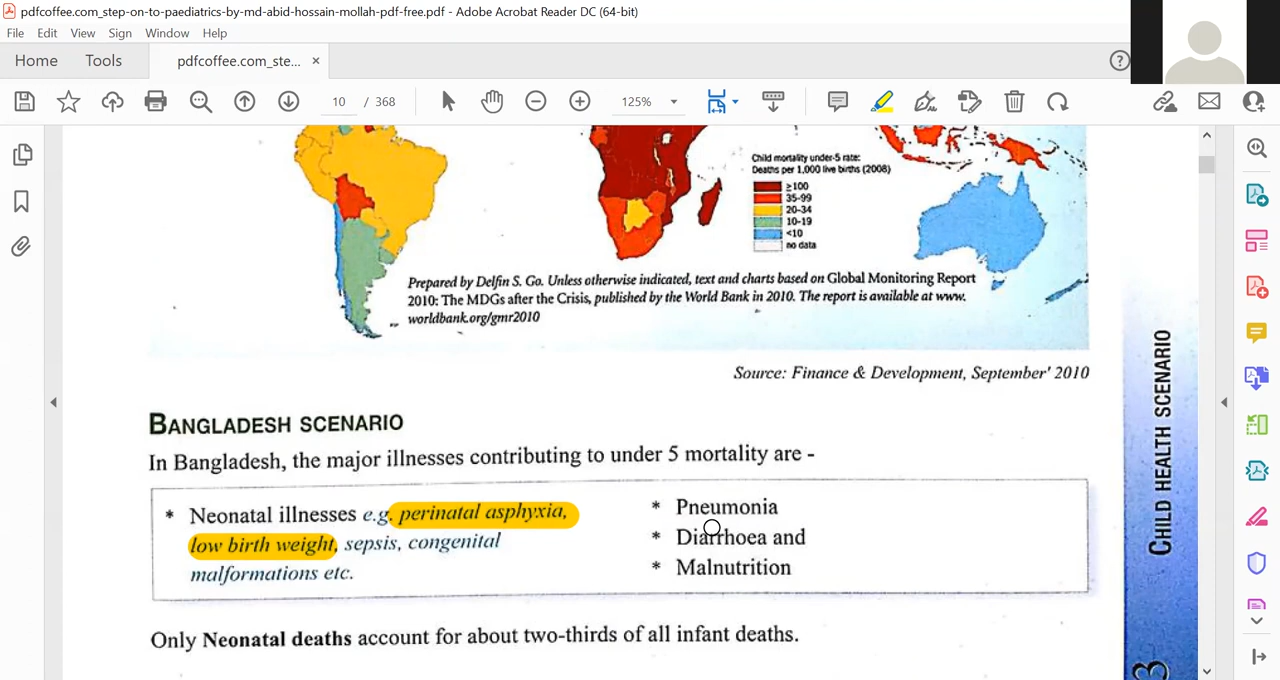 pdfcoffee.com_step-on-to-paediatrics-by-md-abid-hossain-mollah-pdf-free.pdf - Adobe Acrobat Reader DC (64-bit)
File Edit View Sign Window Help
Home Tools pdfcoffee.com_ste... ×
10 / 368 125%
Child mortality under-5 rate:
Deaths per 1,000 live births (2008)
≥100
35-99
20-34
10-19
<10
no data
Prepared by Delfin S. Go. Unless otherwise indicated, text and charts based on Global Monitoring Report
2010: The MDGs after the Crisis, published by the World Bank in 2010. The report is available at www.
worldbank.org/gmr2010
Source: Finance & Development, September' 2010
BANGLADESH SCENARIO
In Bangladesh, the major illnesses contributing to under 5 mortality are -
* Neonatal illnesses e.g. perinatal asphyxia,
low birth weight, sepsis, congenital
malformations etc.
* Pneumonia
* Diarrhoea and
* Malnutrition
Only Neonatal deaths account for about two-thirds of all infant deaths.
CHILD HEALTH SCENARIO
3